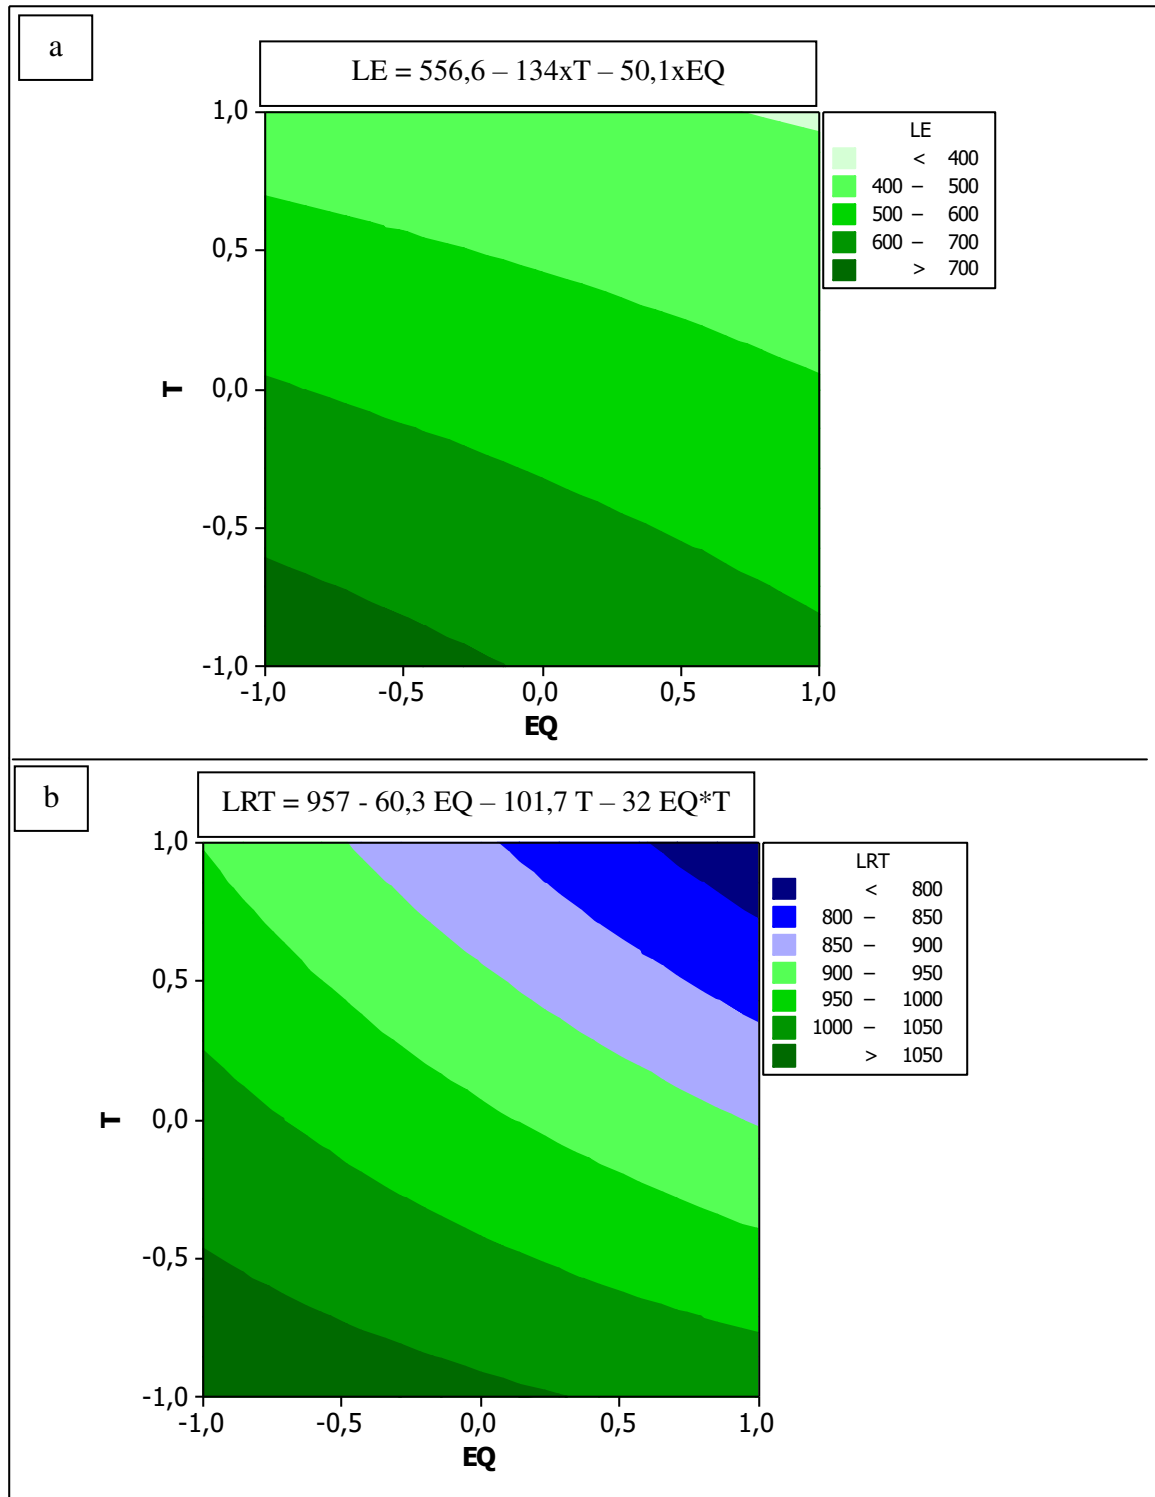 a
LE = 556,6 – 134xT – 50,1xEQ
1,0
0,5
0,0
-0,5
-1,0
T
-1,0 -0,5 0,0 0,5 1,0
EQ
LE
< 400
400 – 500
500 – 600
600 – 700
> 700
b
LRT = 957 - 60,3 EQ – 101,7 T – 32 EQ*T
1,0
0,5
0,0
-0,5
-1,0
T
-1,0 -0,5 0,0 0,5 1,0
EQ
LRT
< 800
800 – 850
850 – 900
900 – 950
950 – 1000
1000 – 1050
> 1050